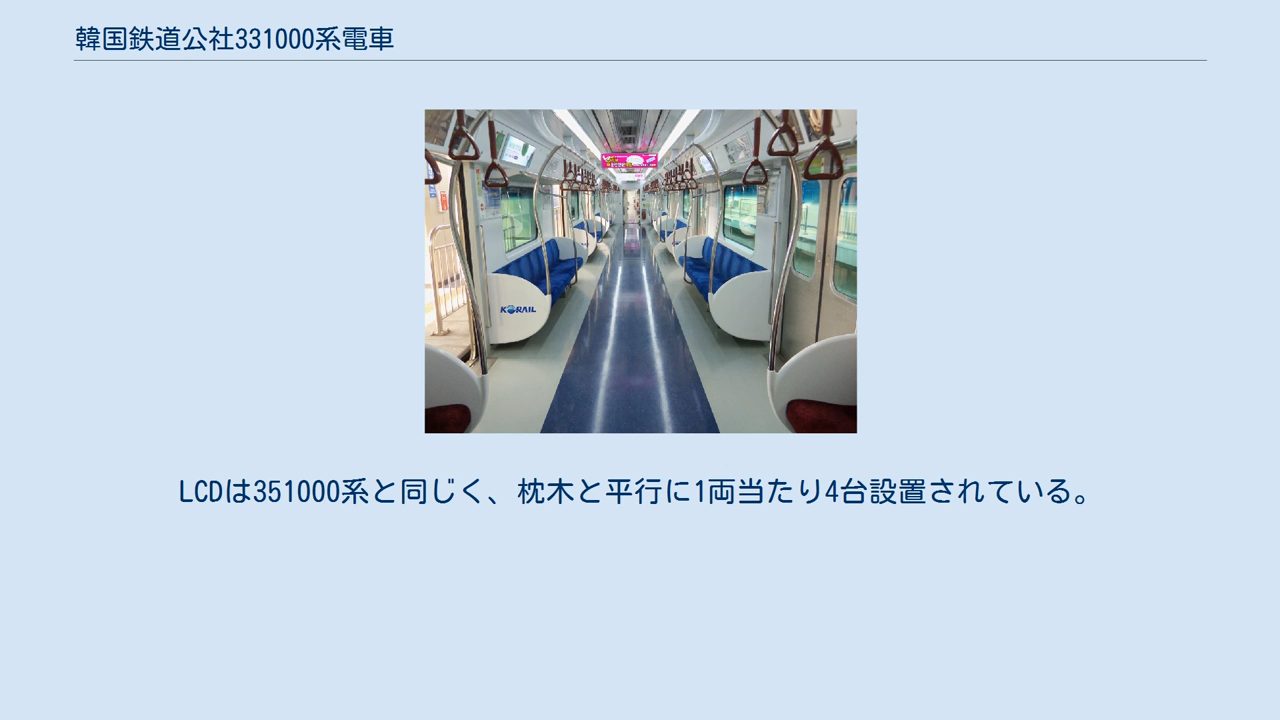 韓国鉄道公社331000系電車
KORAIL
LCDは351000系と同じく、枕木と平行に1両当たり4台設置されている。